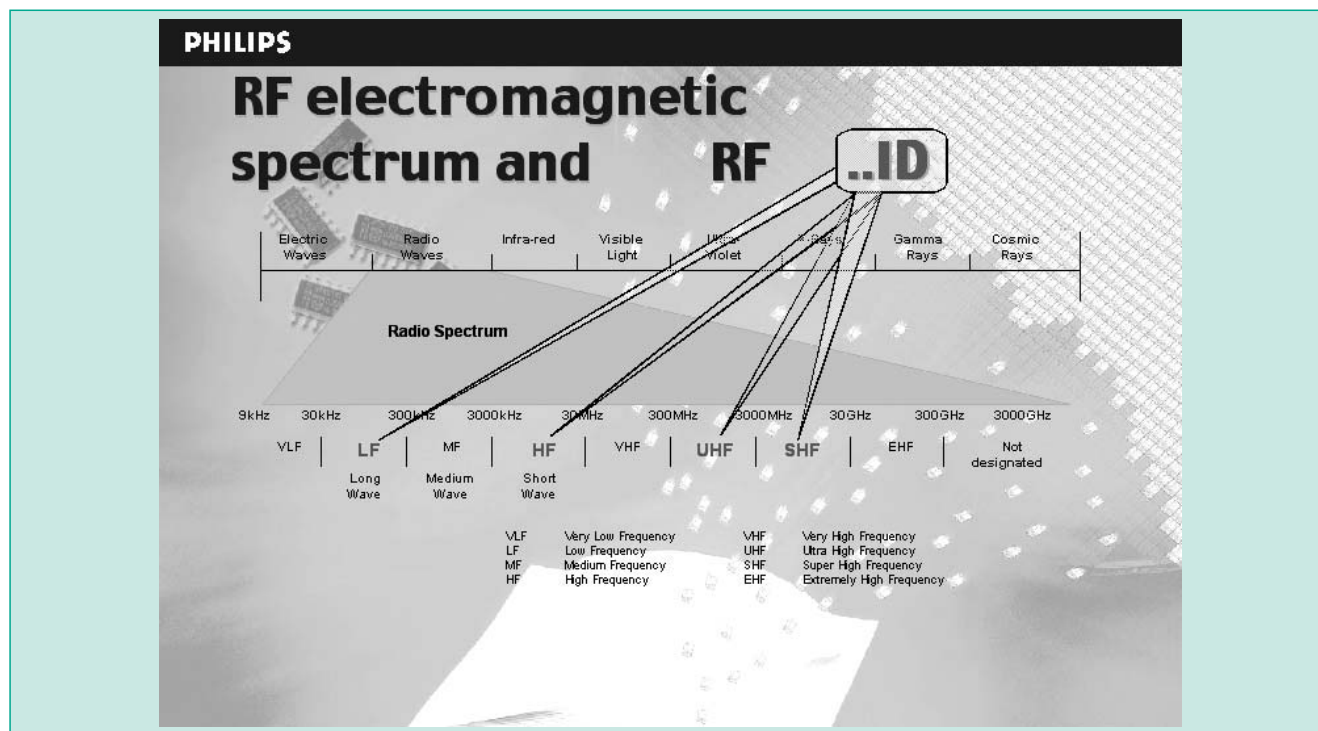 PHILIPS
RF electromagnetic
spectrum and RF ..ID
Electric Radio Infra-red Visible Ultra- X-Rays Gamma Cosmic
Waves Waves Light Violet Rays Rays
Radio Spectrum
9kHz 30kHz 300kHz 3000kHz 30MHz 300MHz 3000MHz 30GHz 300GHz 3000GHz
VLF LF MF HF VHF UHF SHF EHF Not
designated
Long Medium Short
Wave Wave Wave
VLF Very Low Frequency VHF Very High Frequency
LF Low Frequency UHF Ultra High Frequency
MF Medium Frequency SHF Super High Frequency
HF High Frequency EHF Extremely High Frequency